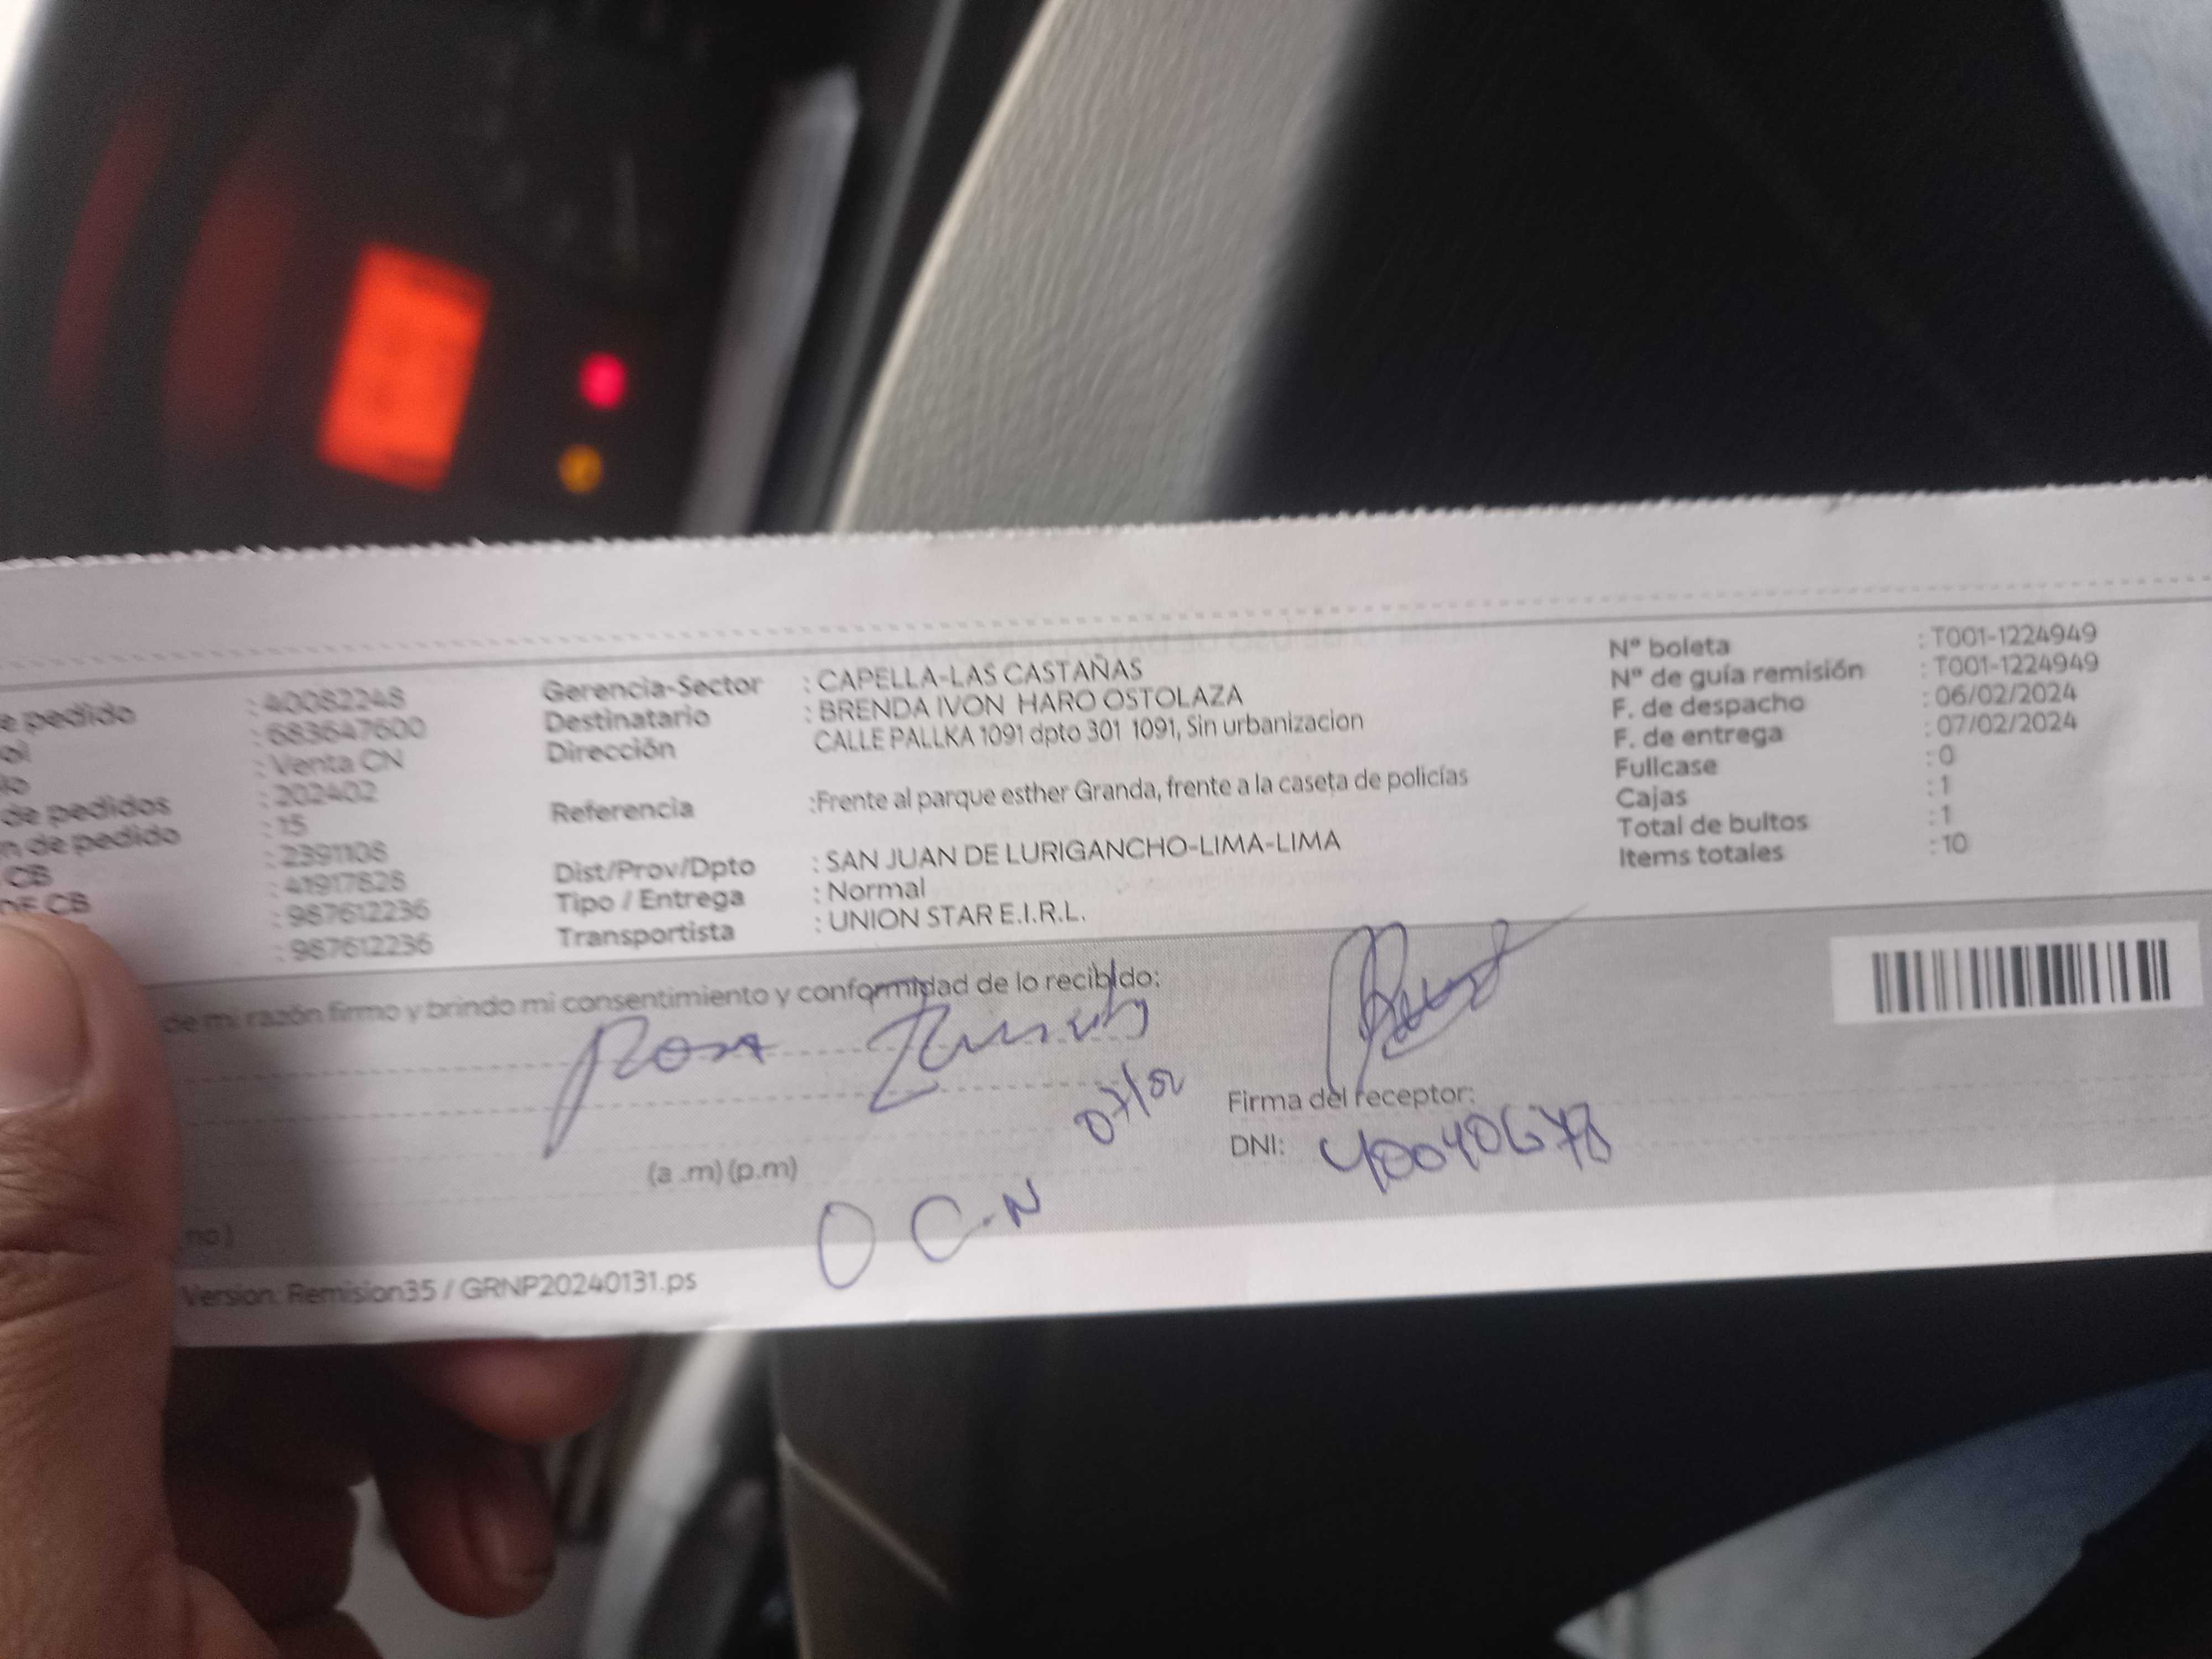 e pedido : 40082248
al : 683647600
lo : Venta CN
de pedidos : 202402
n de pedido : 15
CB : 2391108
DE CB : 41917828
: 987612236
: 987612236
Gerencia-Sector : CAPELLA-LAS CASTAÑAS
Destinatario : BRENDA IVON HARO OSTOLAZA
Dirección CALLE PALLKA 1091 dpto 301 1091, Sin urbanizacion
Referencia :Frente al parque esther Granda, frente a la caseta de policías
Dist/Prov/Dpto : SAN JUAN DE LURIGANCHO-LIMA-LIMA
Tipo / Entrega : Normal
Transportista : UNION STAR E.I.R.L.
Nº boleta : T001-1224949
Nº de guía remisión : T001-1224949
F. de despacho : 06/02/2024
F. de entrega : 07/02/2024
Fullcase : 0
Cajas : 1
Total de bultos : 1
Items totales : 10
de mi razón firmo y brindo mi consentimiento y conformidad de lo recibido:
Rosa
07/02
Firma del receptor:
DNI: 40040678
(a .m) (p.m)
O C.N
no )
Version: Remision35 / GRNP20240131.ps